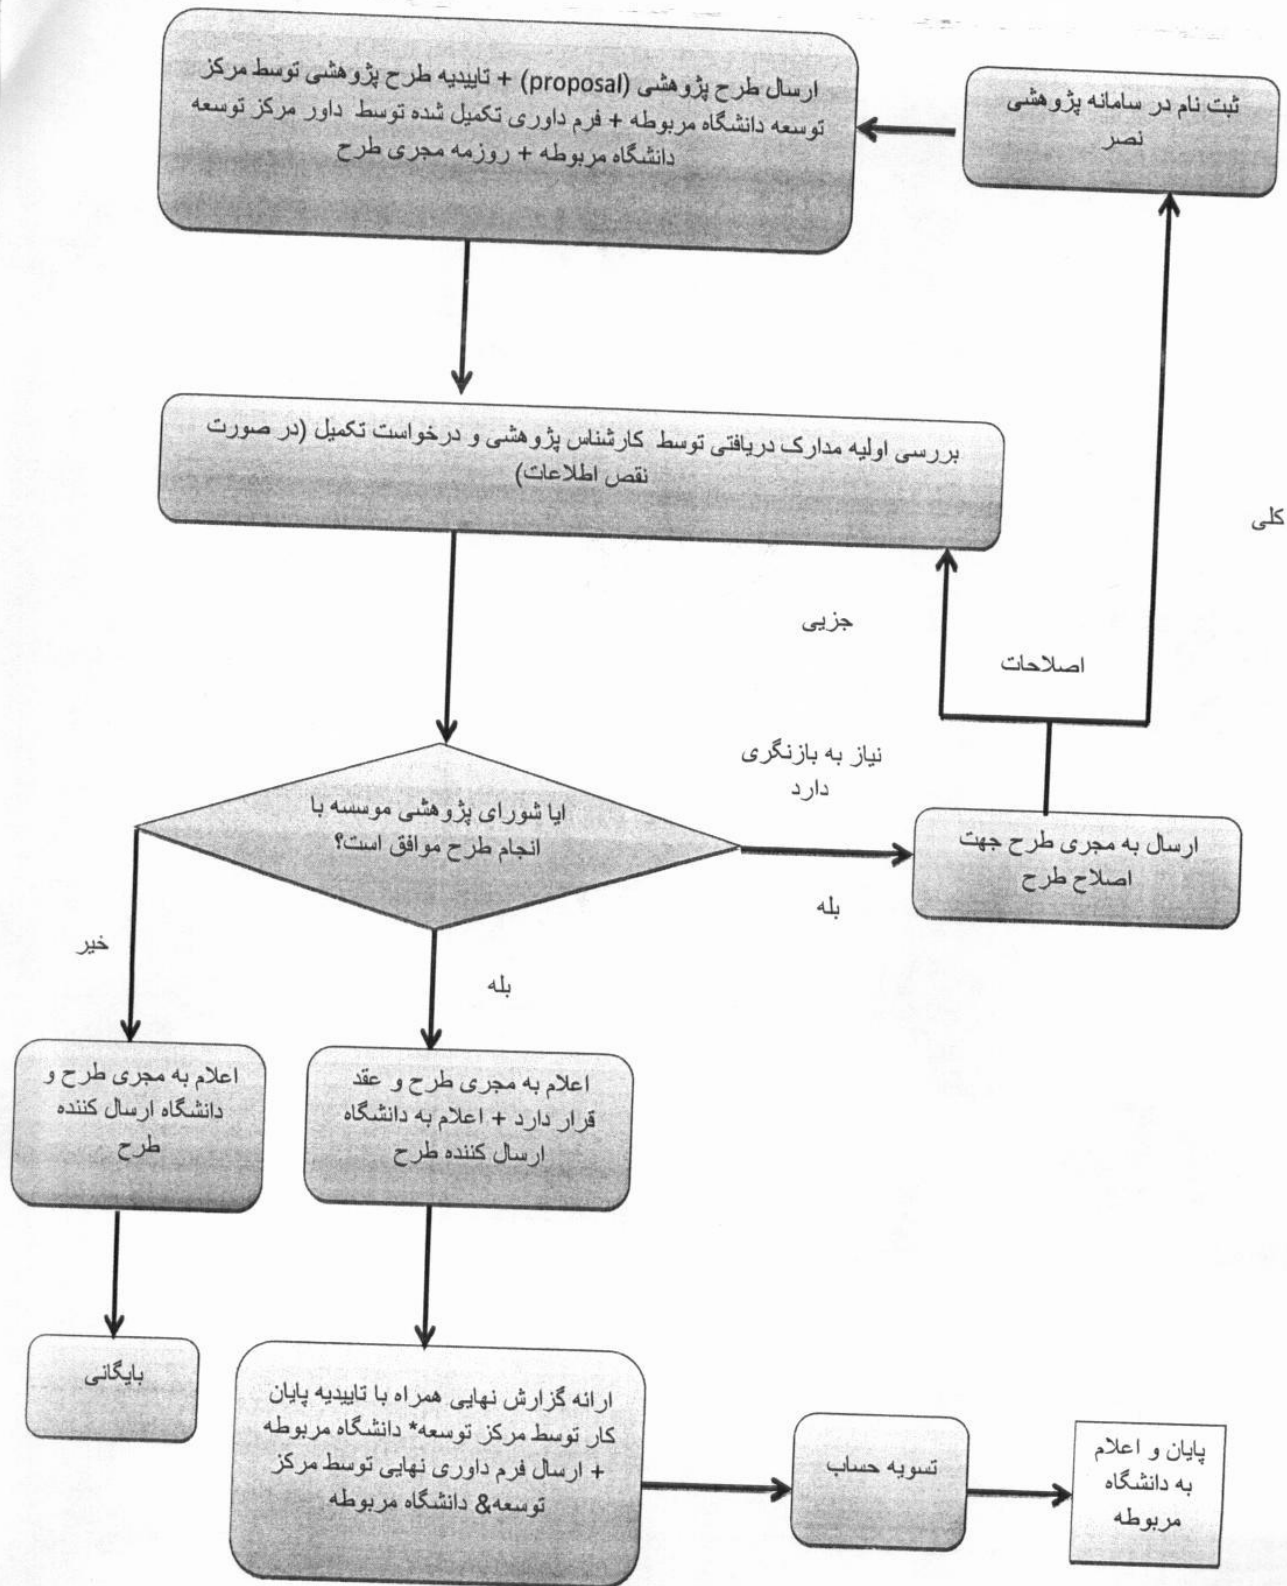 ثبت نام در سامانه پژوهشی
نصر
ارسال طرح پژوهشی (proposal) + تاییدیه طرح پژوهشی توسط مرکز
توسعه دانشگاه مربوطه + فرم داوری تکمیل شده توسط داور مرکز توسعه
دانشگاه مربوطه + روزمه مجری طرح
بررسی اولیه مدارک دریافتی توسط کارشناس پژوهشی و درخواست تکمیل (در صورت
نقص اطلاعات)
کلی
جزیی
اصلاحات
نیاز به بازنگری
دارد
ایا شورای پژوهشی موسسه با
انجام طرح موافق است؟
ارسال به مجری طرح جهت
اصلاح طرح
بله
خیر
بله
اعلام به مجری طرح و عقد
قرار دارد + اعلام به دانشگاه
ارسال کننده طرح
اعلام به مجری طرح و
دانشگاه ارسال کننده
طرح
بایگانی
ارائه گزارش نهایی همراه با تاییدیه پایان
کار توسط مرکز توسعه* دانشگاه مربوطه
+ ارسال فرم داوری نهایی توسط مرکز
توسعه& دانشگاه مربوطه
تسویه حساب
پایان و اعلام
به دانشگاه
مربوطه